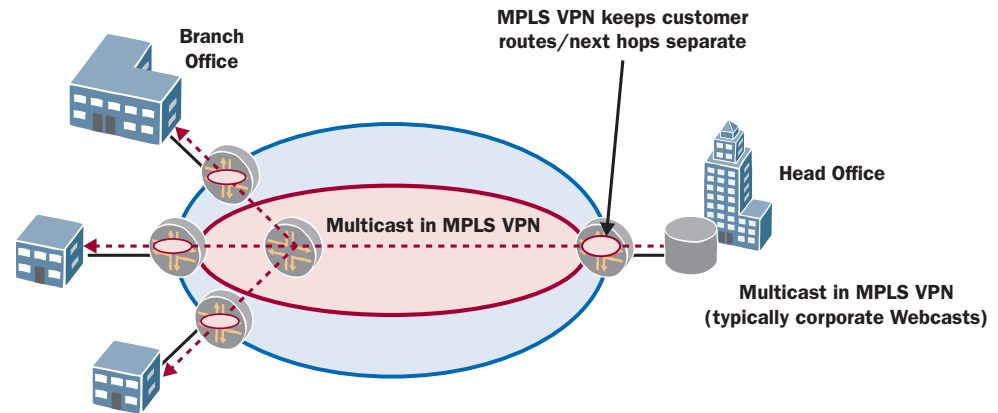 MPLS VPN keeps customer
routes/next hops separate
Branch
Office
Head Office
Multicast in MPLS VPN
Multicast in MPLS VPN
(typically corporate Webcasts)